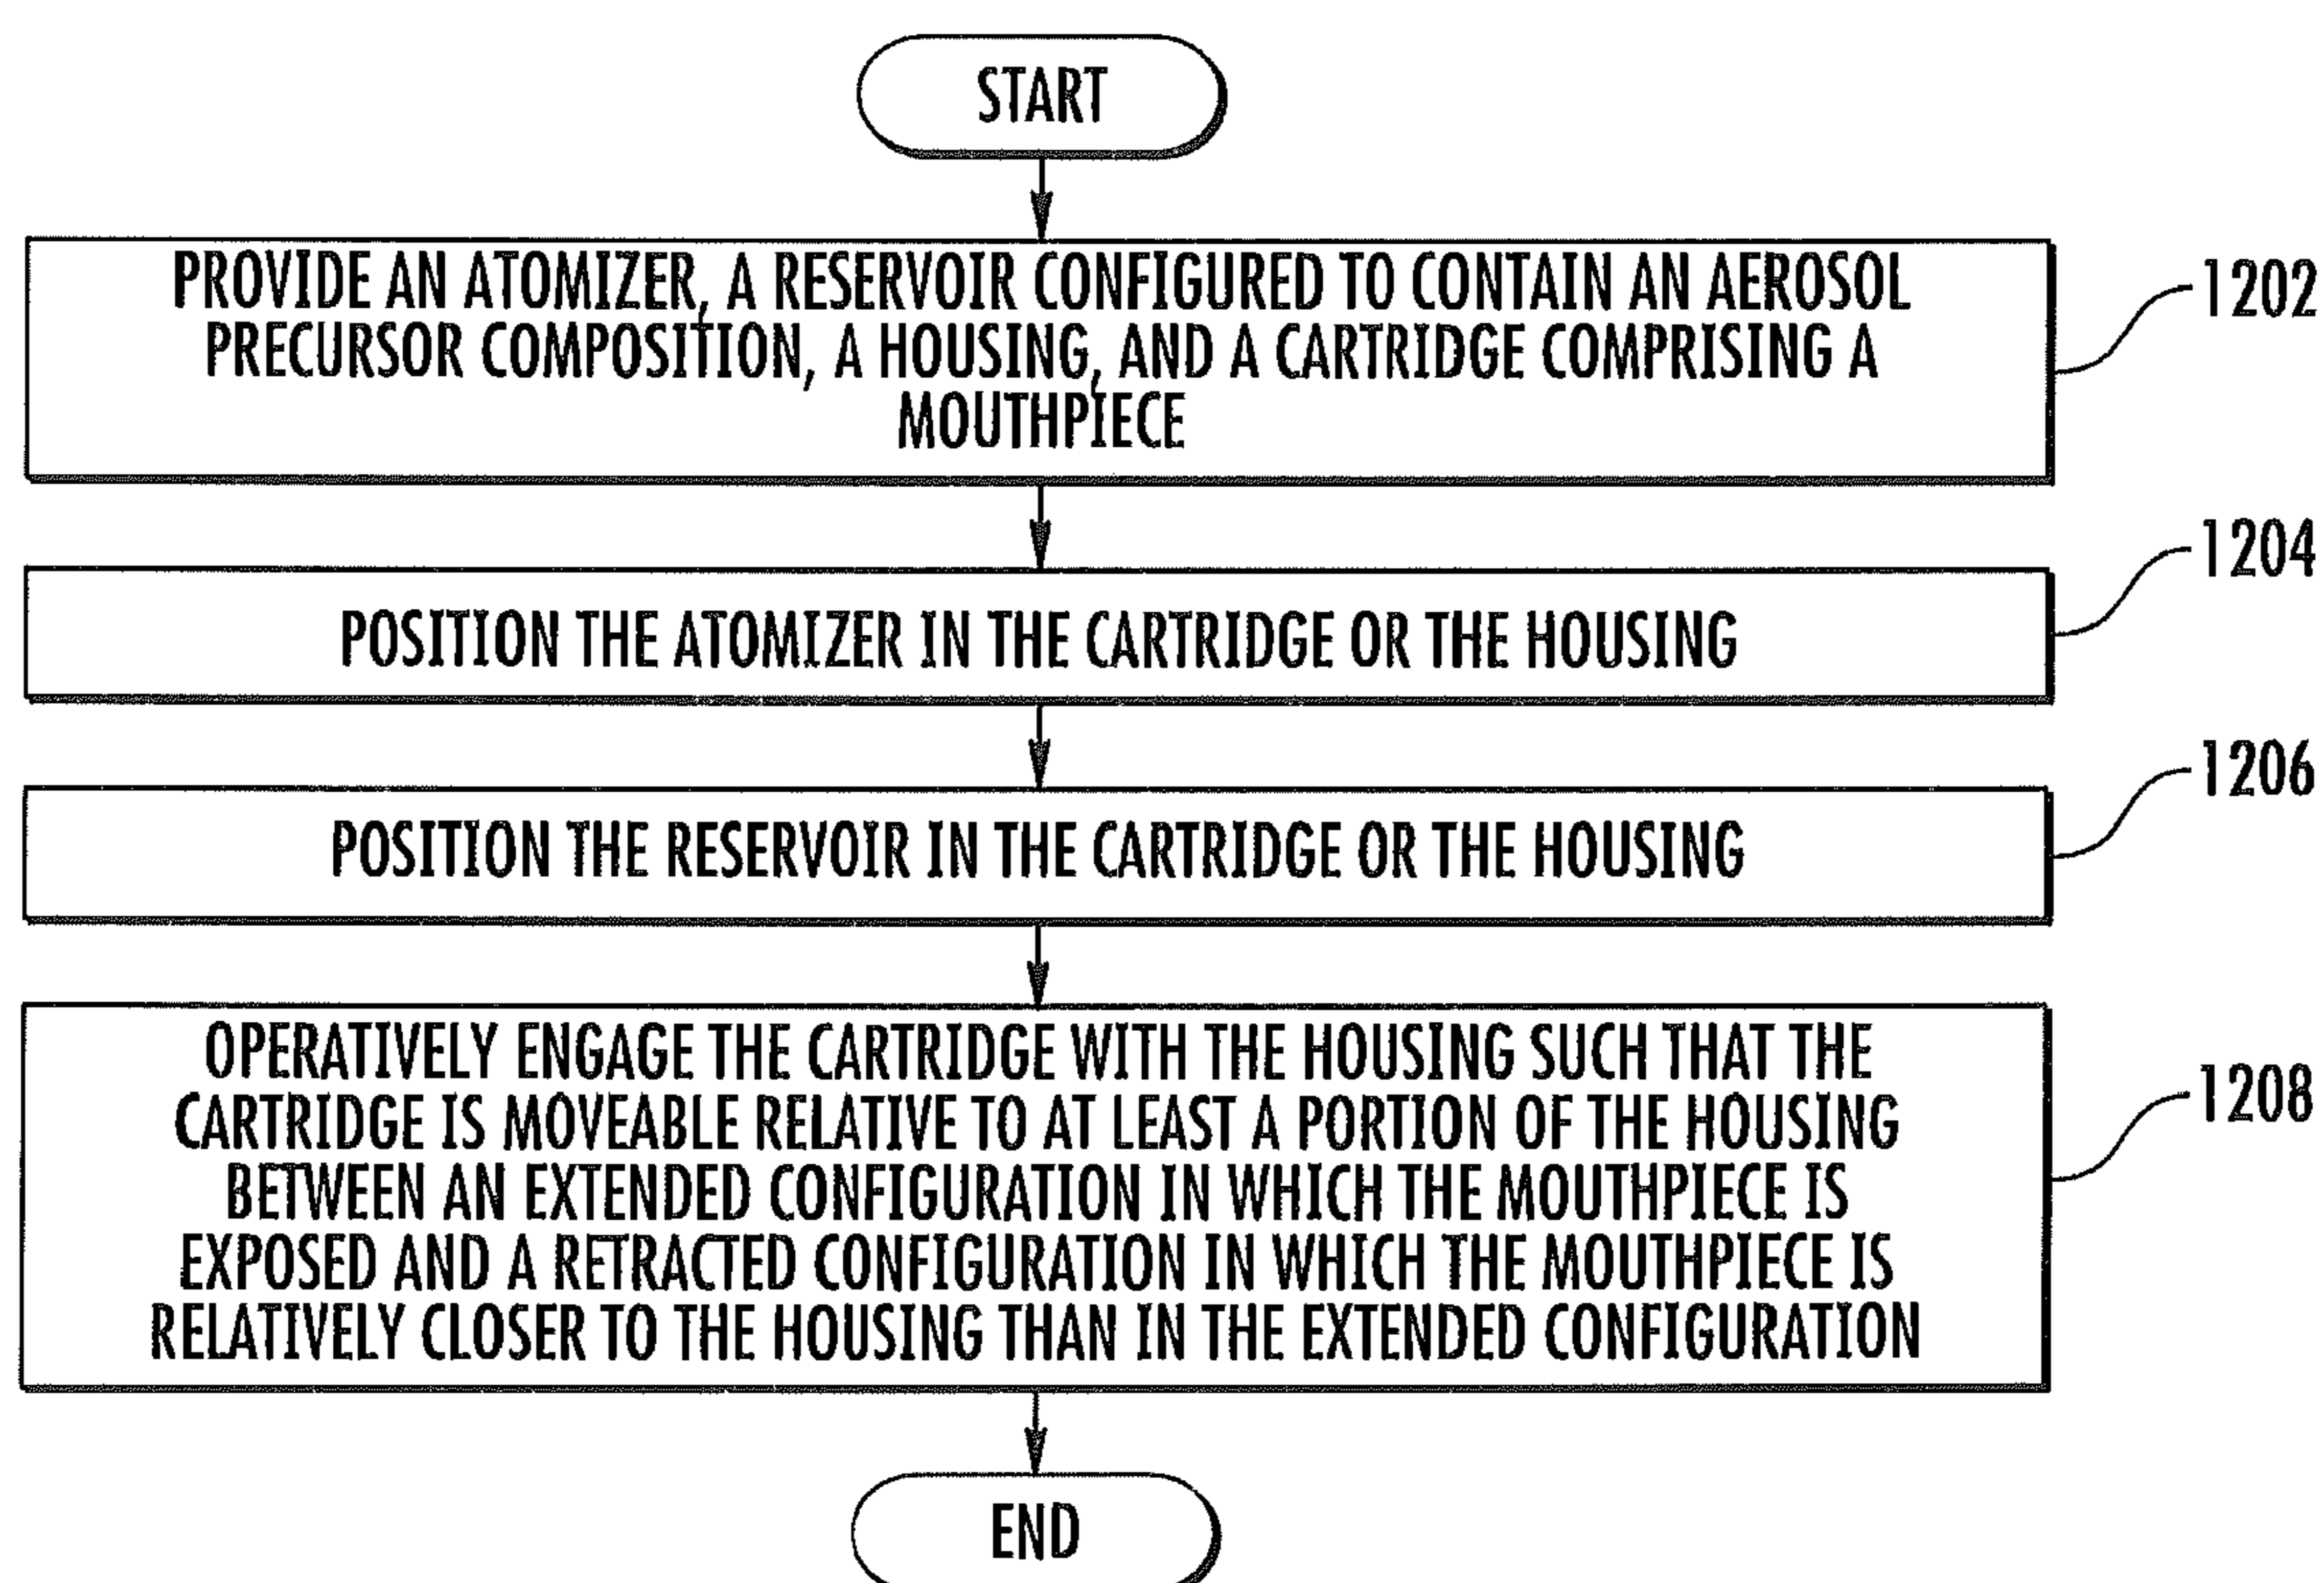 START
PROVIDE AN ATOMIZER, A RESERVOIR CONFIGURED TO CONTAIN AN AEROSOL
PRECURSOR COMPOSITION, A HOUSING, AND A CARTRIDGE COMPRISING A
MOUTHPIECE
1202
POSITION THE ATOMIZER IN THE CARTRIDGE OR THE HOUSING
1204
POSITION THE RESERVOIR IN THE CARTRIDGE OR THE HOUSING
1206
OPERATIVELY ENGAGE THE CARTRIDGE WITH THE HOUSING SUCH THAT THE
CARTRIDGE IS MOVEABLE RELATIVE TO AT LEAST A PORTION OF THE HOUSING
BETWEEN AN EXTENDED CONFIGURATION IN WHICH THE MOUTHPIECE IS
EXPOSED AND A RETRACTED CONFIGURATION IN WHICH THE MOUTHPIECE IS
RELATIVELY CLOSER TO THE HOUSING THAN IN THE EXTENDED CONFIGURATION
1208
END